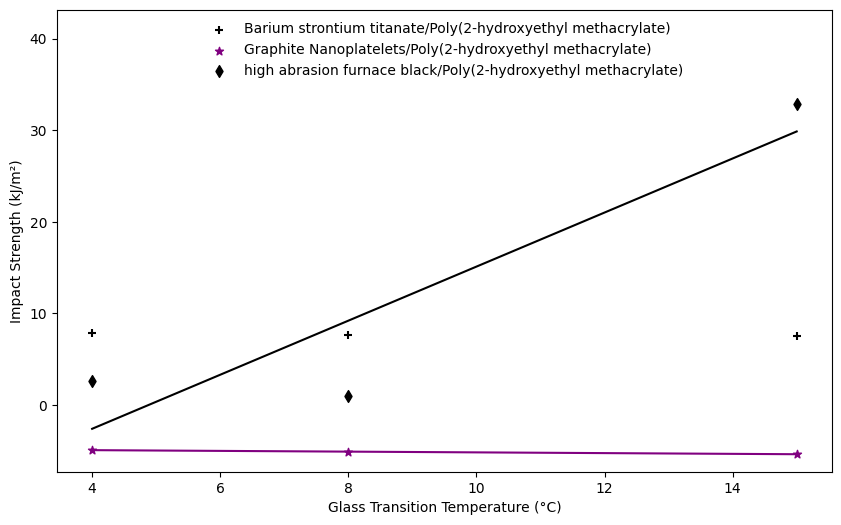 Barium strontium titanate/Poly(2-hydroxyethyl methacrylate)
Graphite Nanoplatelets/Poly(2-hydroxyethyl methacrylate)
high abrasion furnace black/Poly(2-hydroxyethyl methacrylate)
40
30
20
10
0
Impact Strength (kJ/m²)
4 6 8 10 12 14
Glass Transition Temperature (°C)